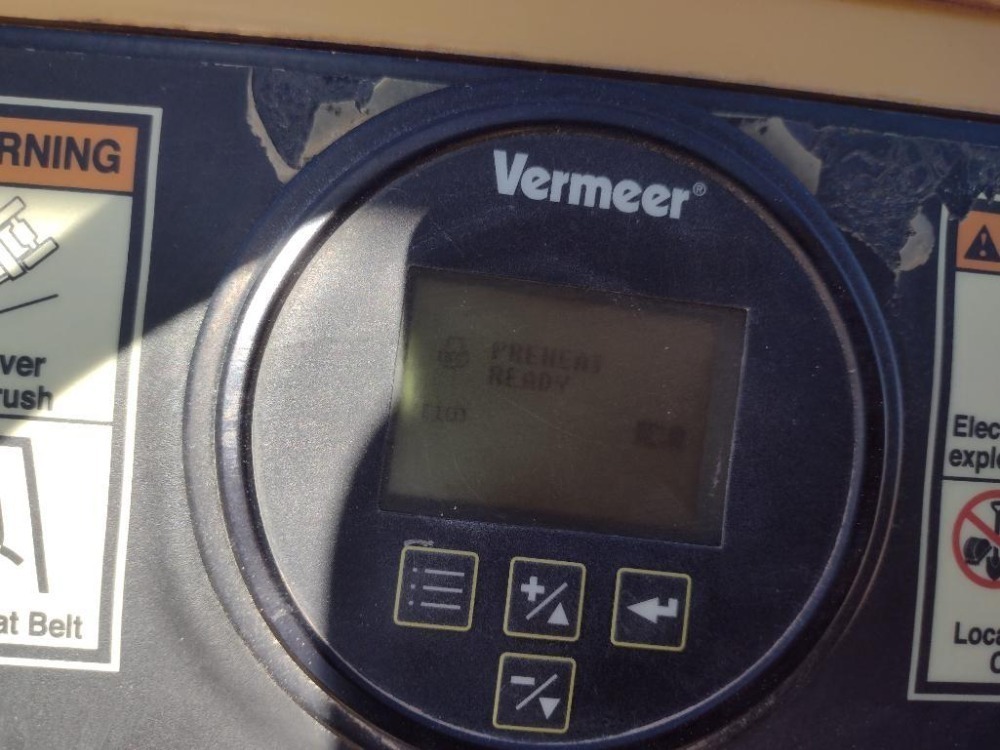 RNING
ver
rush
at Belt
Vermeer®
PREHEAT
READY
+/▲
-/▼
Elec
explo
Loca